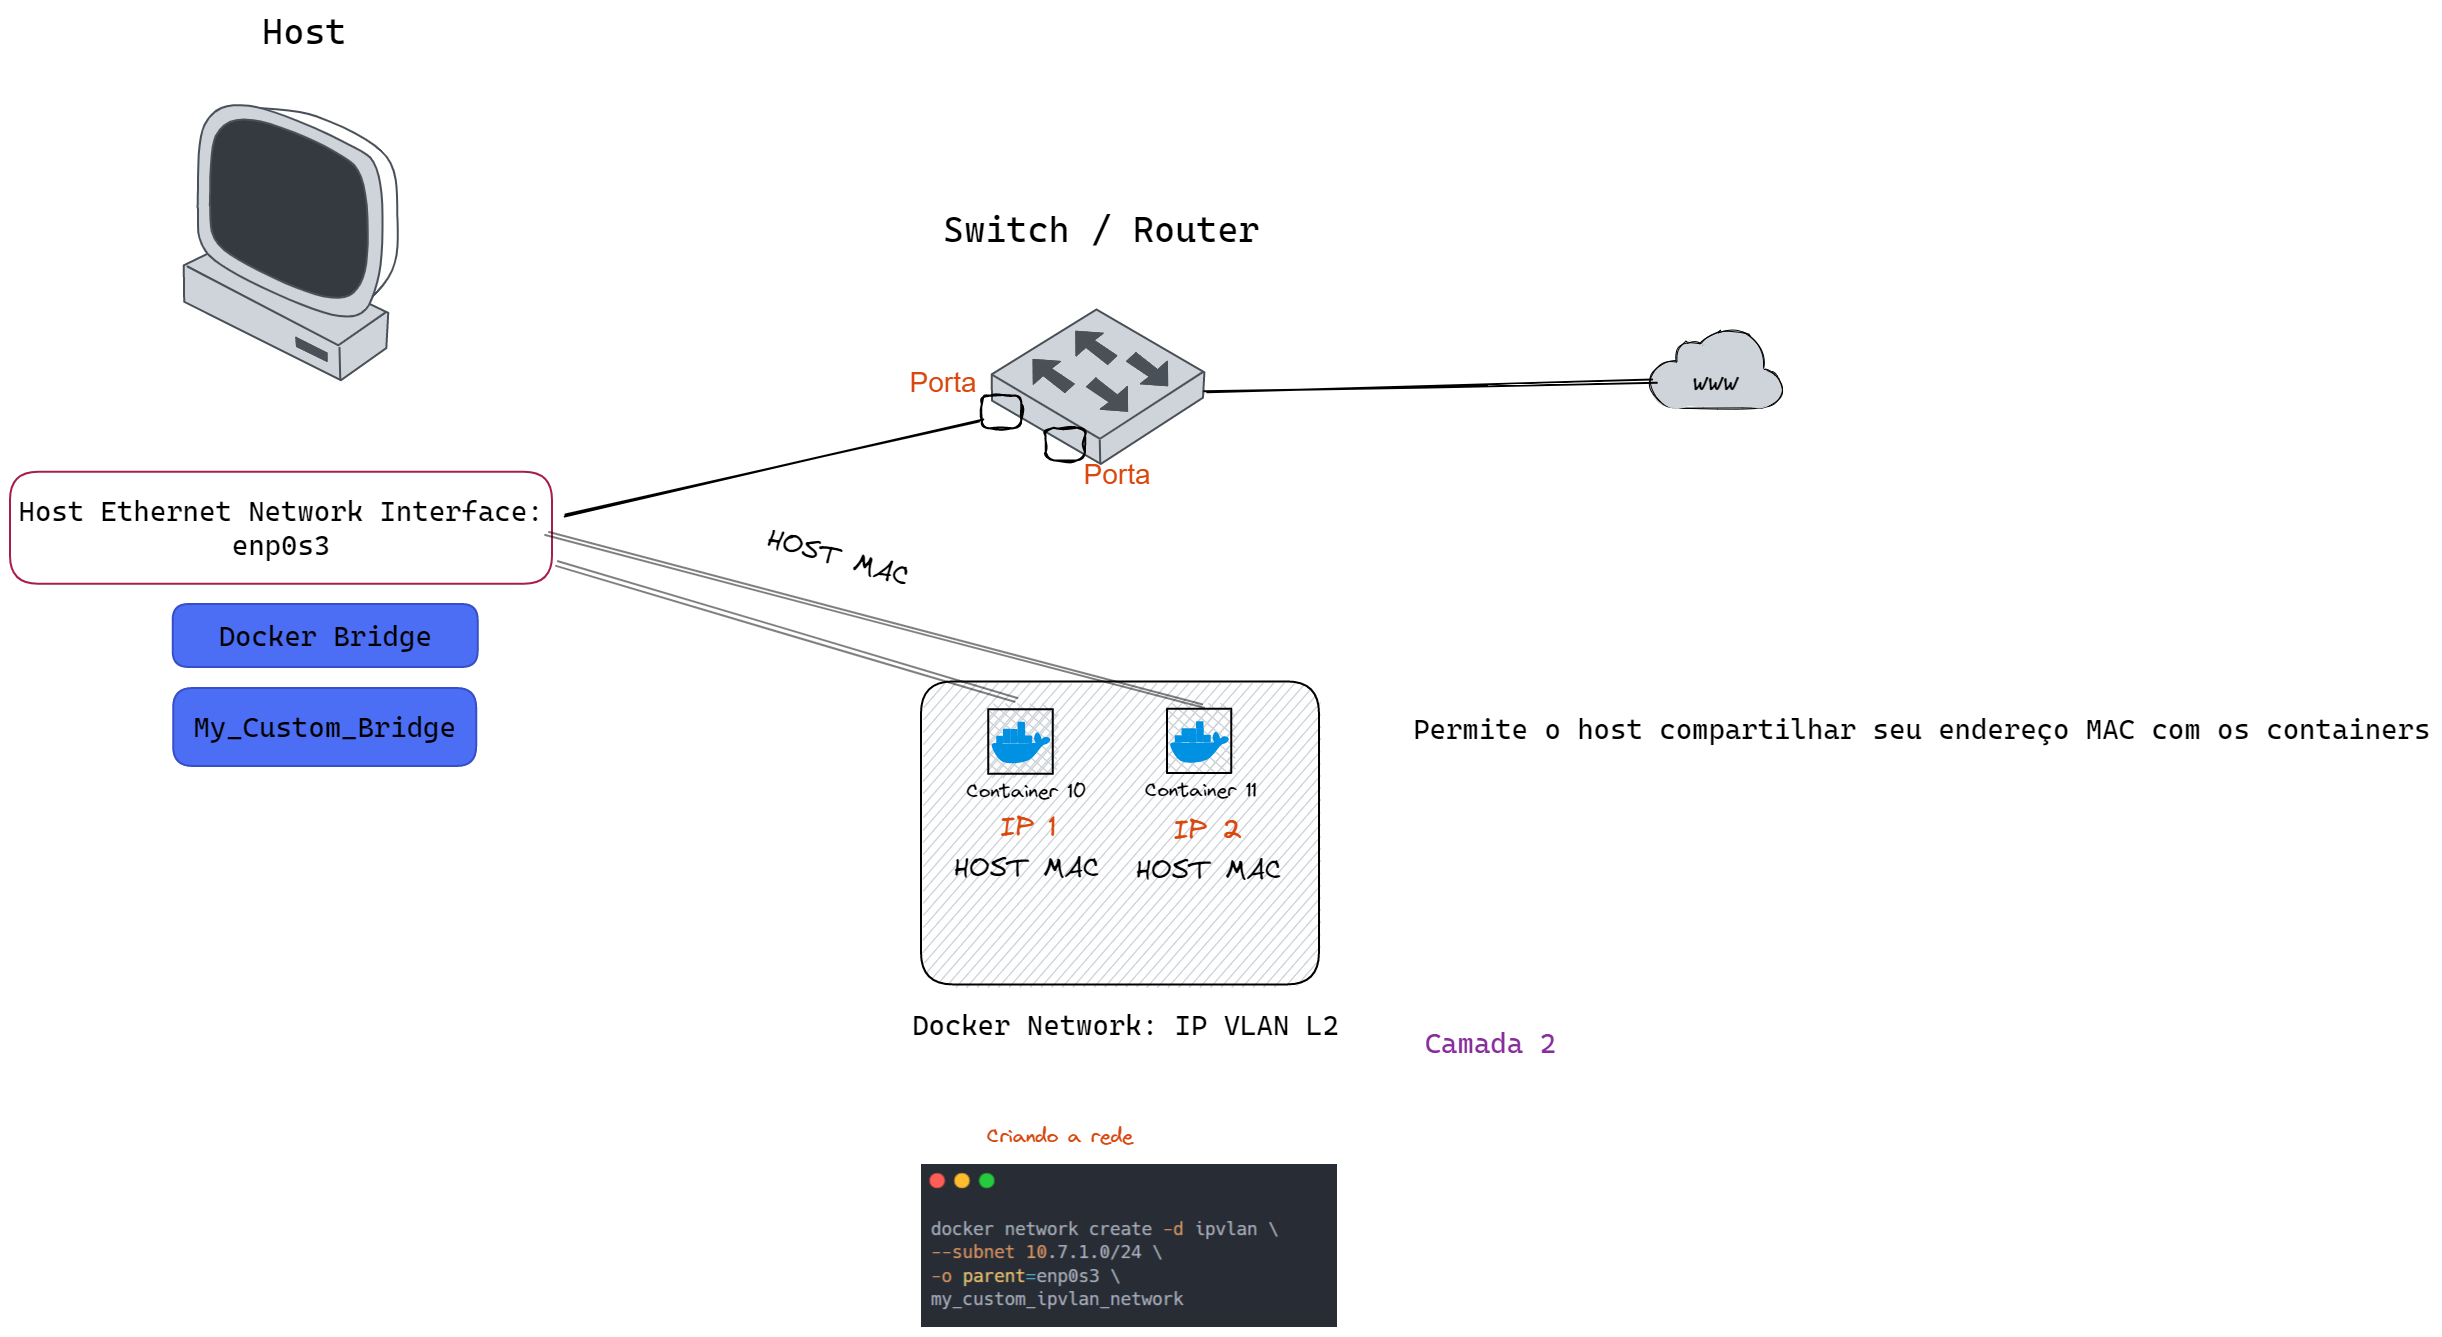 Host
Switch / Router
Porta
www
Porta
Host Ethernet Network Interface:
enp0s3
HOST MAC
Docker Bridge
My_Custom_Bridge
Permite o host compartilhar seu endereço MAC com os containers
Container 10
Container 11
IP 1
IP 2
HOST MAC
HOST MAC
Docker Network: IP VLAN L2
Camada 2
Criando a rede
docker network create -d ipvlan \
--subnet 10.7.1.0/24 \
-o parent=enp0s3 \
my_custom_ipvlan_network